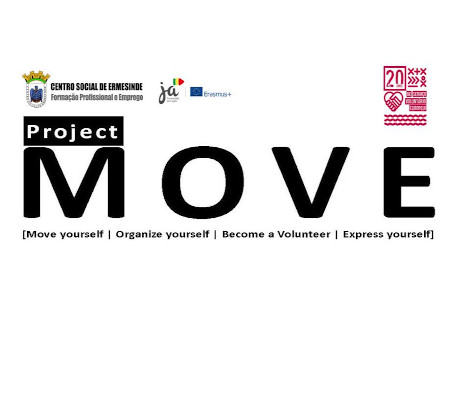 CENTRO SOCIAL DE ERMESINDE
Formação Profissional e Emprego
ja
Erasmus+
20
Project
MOVE
[Move yourself | Organize yourself | Become a Volunteer | Express yourself]